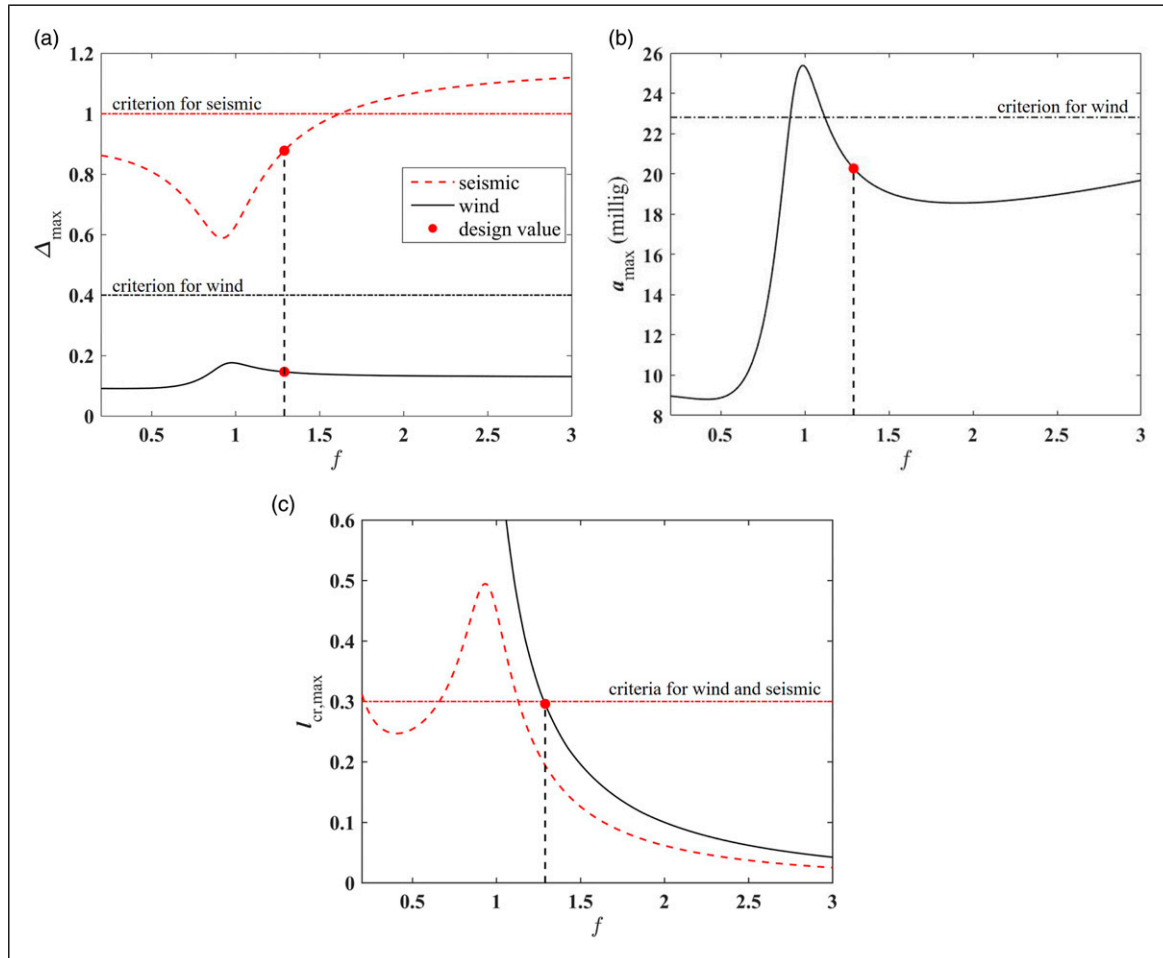 (a)
1.2
1
0.8
0.6
0.4
0.2
0
Δmax
criterion for seismic
criterion for wind
seismic
wind
design value
0.5 1 1.5 2 2.5 3
f
(b)
26
24
22
20
18
16
14
12
10
8
amax (millig)
criterion for wind
0.5 1 1.5 2 2.5 3
f
(c)
0.6
0.5
0.4
0.3
0.2
0.1
0
lcr,max
criteria for wind and seismic
0.5 1 1.5 2 2.5 3
f